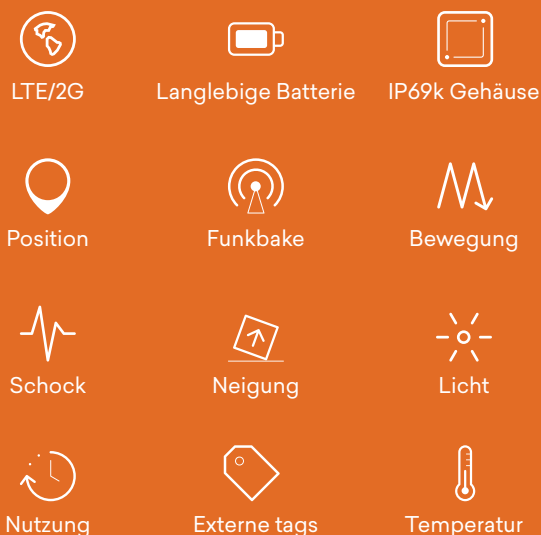 LTE/2G
Langlebige Batterie
IP69k Gehäuse
Position
Funkbake
Bewegung
Schock
Neigung
Licht
Nutzung
Externe tags
Temperatur